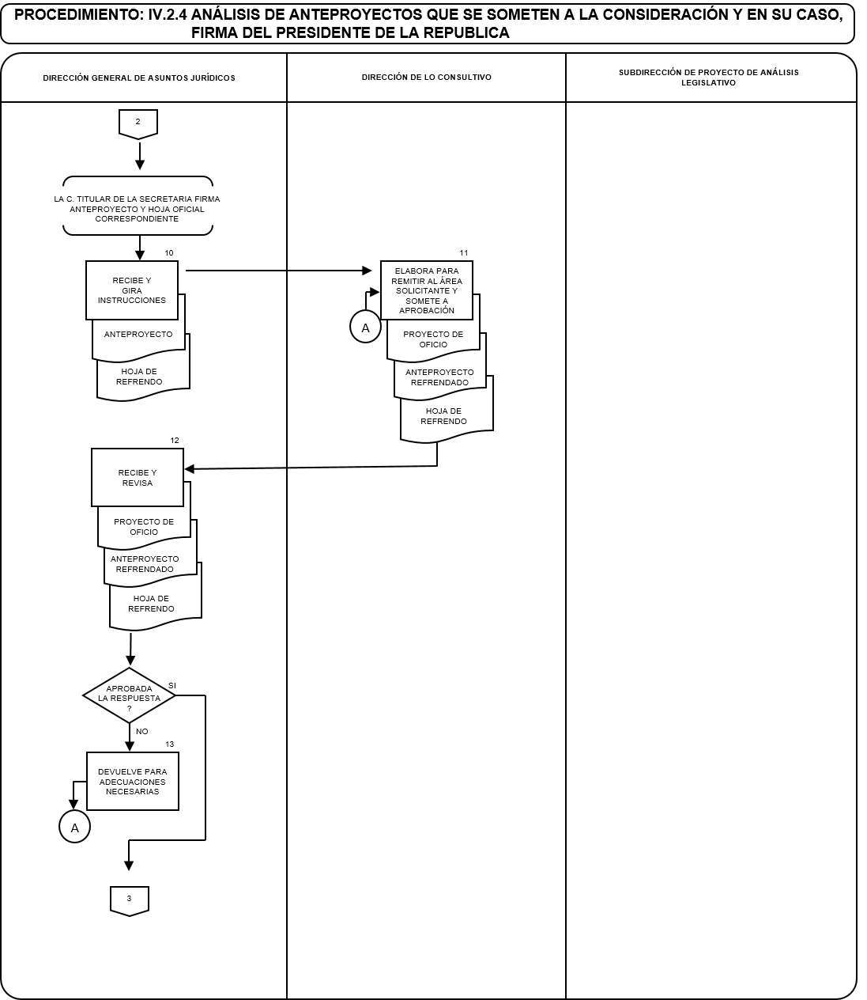 PROCEDIMIENTO: IV.2.4 ANÁLISIS DE ANTEPROYECTOS QUE SE SOMETEN A LA CONSIDERACIÓN Y EN SU CASO,
FIRMA DEL PRESIDENTE DE LA REPUBLICA
DIRECCIÓN GENERAL DE ASUNTOS JURÍDICOS
DIRECCIÓN DE LO CONSULTIVO
SUBDIRECCIÓN DE PROYECTO DE ANÁLISIS
LEGISLATIVO
2
LA C. TITULAR DE LA SECRETARIA FIRMA
ANTEPROYECTO Y HOJA OFICIAL
CORRESPONDIENTE
10
RECIBE Y
GIRA
INSTRUCCIONES
ANTEPROYECTO
HOJA DE
REFRENDO
11
ELABORA PARA
REMITIR AL ÁREA
SOLICITANTE Y
SOMETE A
APROBACIÓN
A
PROYECTO DE
OFICIO
ANTEPROYECTO
REFRENDADO
HOJA DE
REFRENDO
12
RECIBE Y
REVISA
PROYECTO DE
OFICIO
ANTEPROYECTO
REFRENDADO
HOJA DE
REFRENDO
APROBADA
LA RESPUESTA
?
SI
NO
13
DEVUELVE PARA
ADECUACIONES
NECESARIAS
A
3